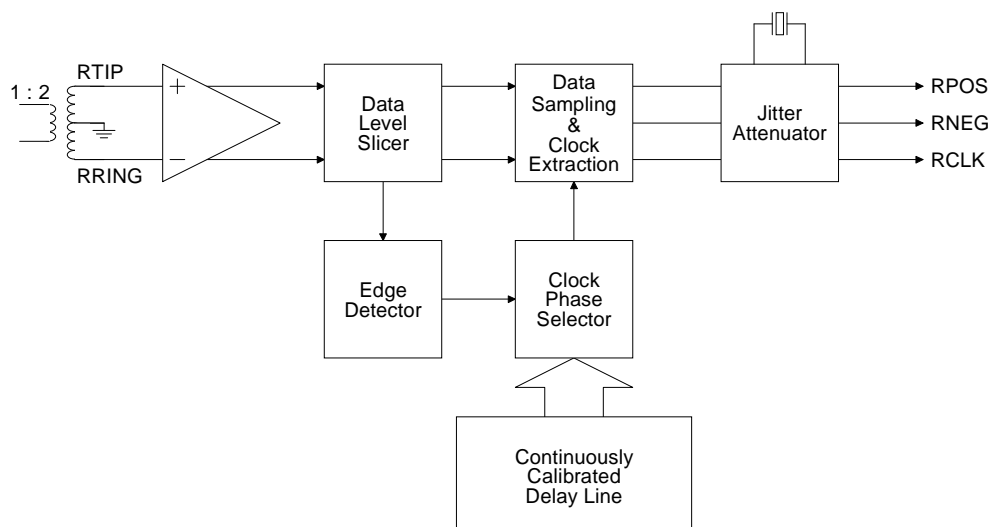 RTIP
1 : 2
RRING
+
−
Data
Level
Slicer
Data
Sampling
&
Clock
Extraction
Jitter
Attenuator
RPOS
RNEG
RCLK
Edge
Detector
Clock
Phase
Selector
Continuously
Calibrated
Delay Line